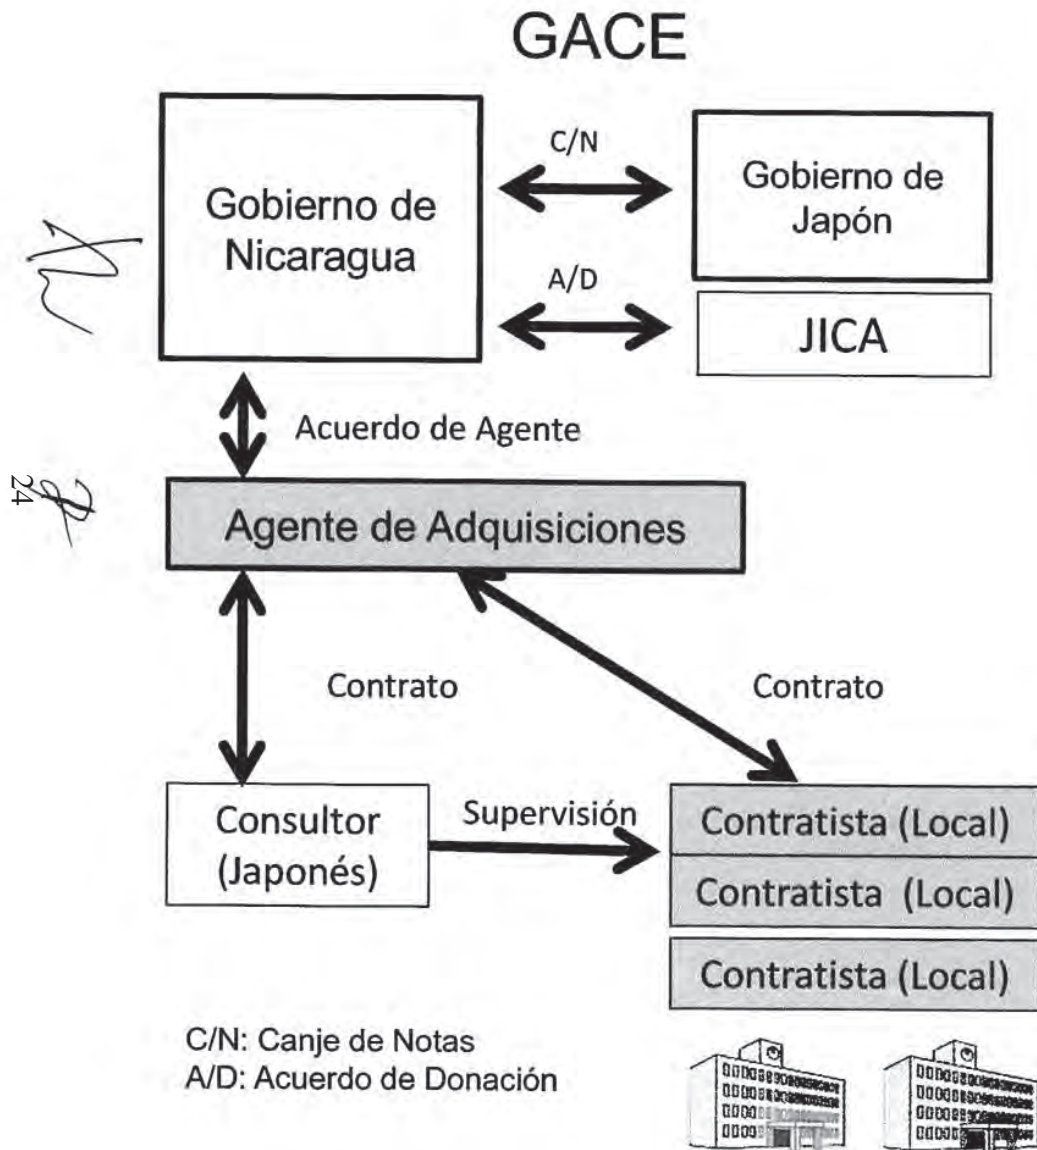 GACE
Gobierno de
Nicaragua
C/N
Gobierno de
Japón
A/D
JICA
Acuerdo de Agente
24
Agente de Adquisiciones
Contrato
Contrato
Consultor
(Japonés)
Supervisión
Contratista (Local)
Contratista (Local)
Contratista (Local)
C/N: Canje de Notas
A/D: Acuerdo de Donación